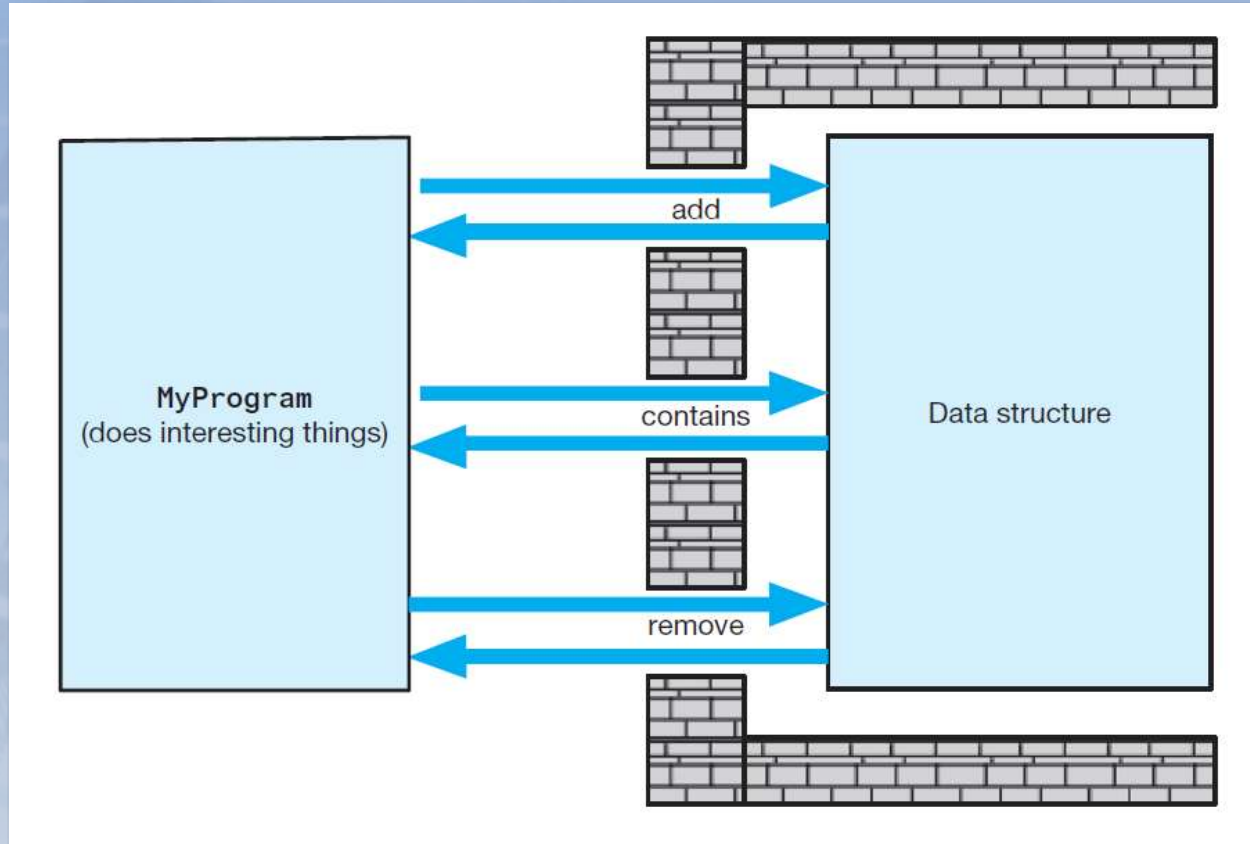 add
MyProgram
(does interesting things)
contains
Data structure
remove